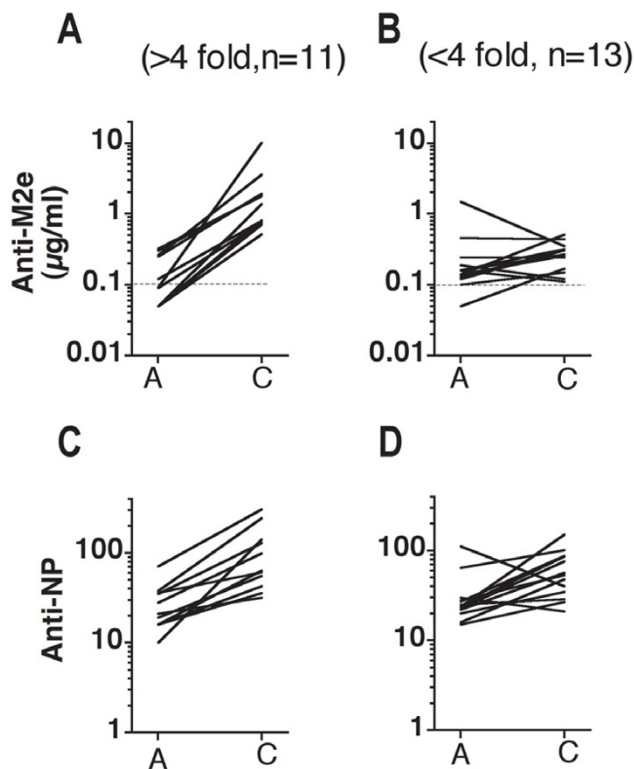 A
(>4 fold,n=11)
B
(<4 fold, n=13)
Anti-M2e
(µg/ml)
10
1
0.1
0.01
A
C
10
1
0.1
0.01
A
C
C
D
Anti-NP
100
10
1
A
C
100
10
1
A
C